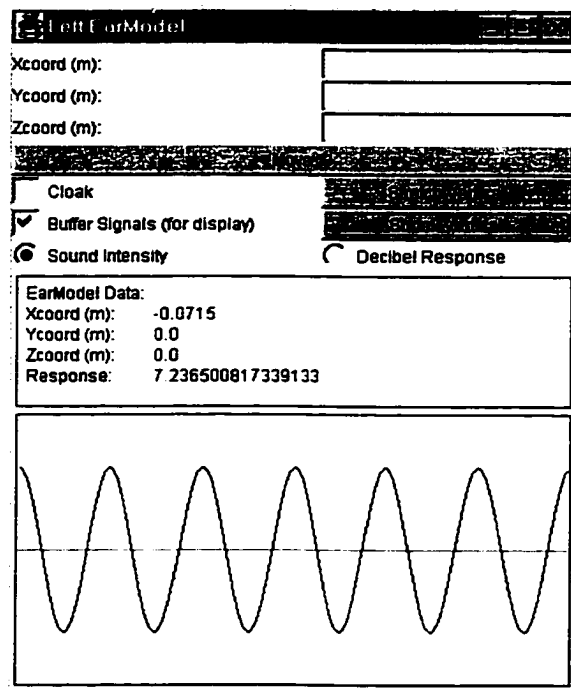 Left EarModel
Xcoord (m):
Ycoord (m):
Zcoord (m):
Cloak
Buffer Signals (for display)
Sound Intensity
Decibel Response
EarModel Data:
Xcoord (m): -0.0715
Ycoord (m): 0.0
Zcoord (m): 0.0
Response: 7.236500817339133